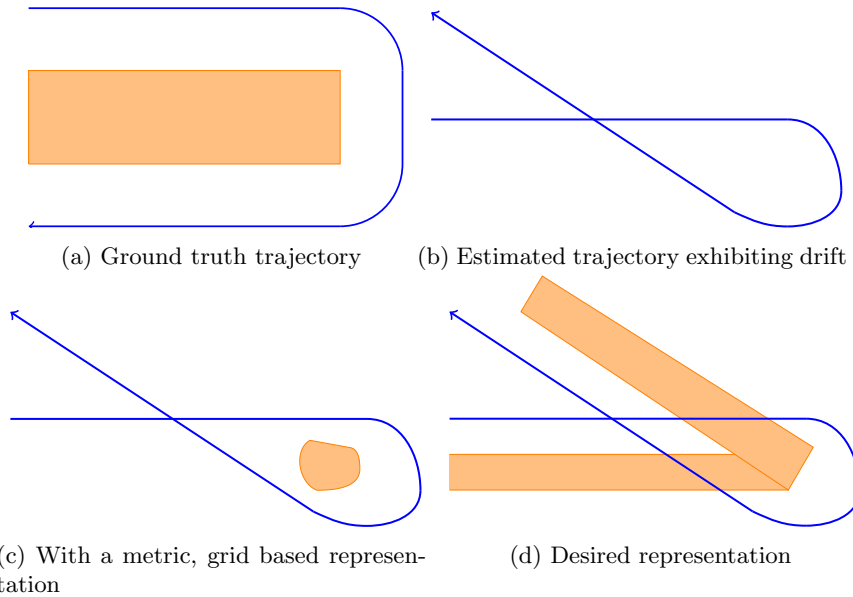 (a) Ground truth trajectory
(b) Estimated trajectory exhibiting drift
(c) With a metric, grid based represen-
tation
(d) Desired representation